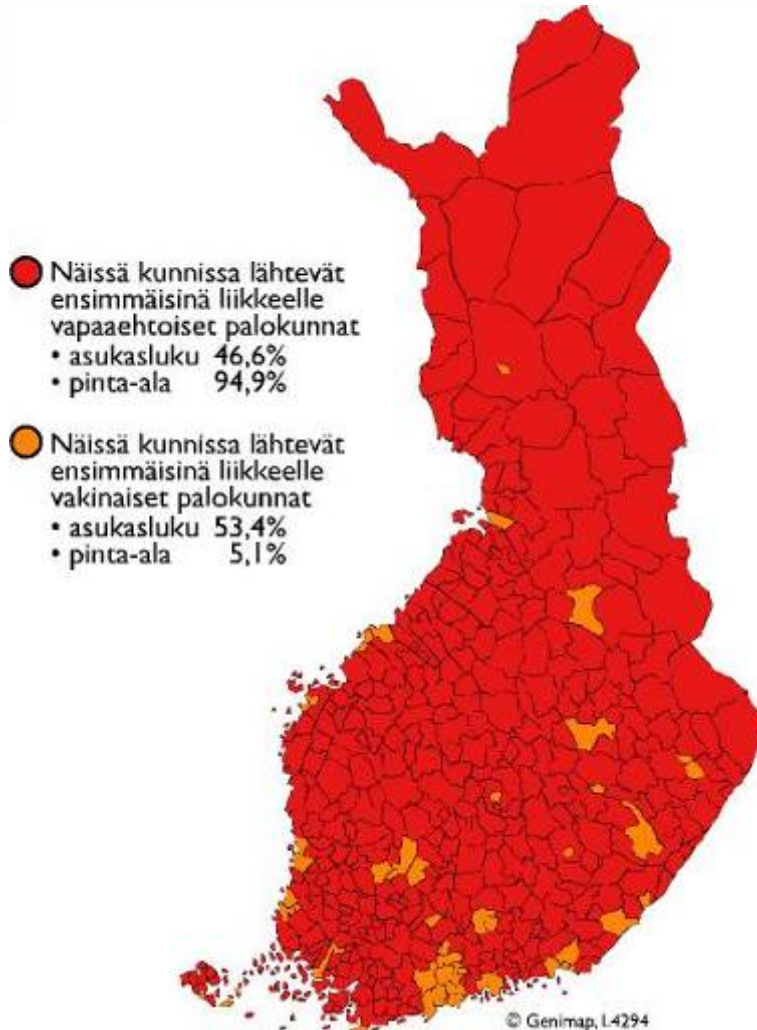 Näissä kunnissa lähtevät
ensimmäisinä liikkeelle
vapaaehtoiset palokunnat
• asukasluku 46,6%
• pinta-ala 94,9%
Näissä kunnissa lähtevät
ensimmäisinä liikkeelle
vakinaiset palokunnat
• asukasluku 53,4%
• pinta-ala 5,1%
© Genimap, L4294